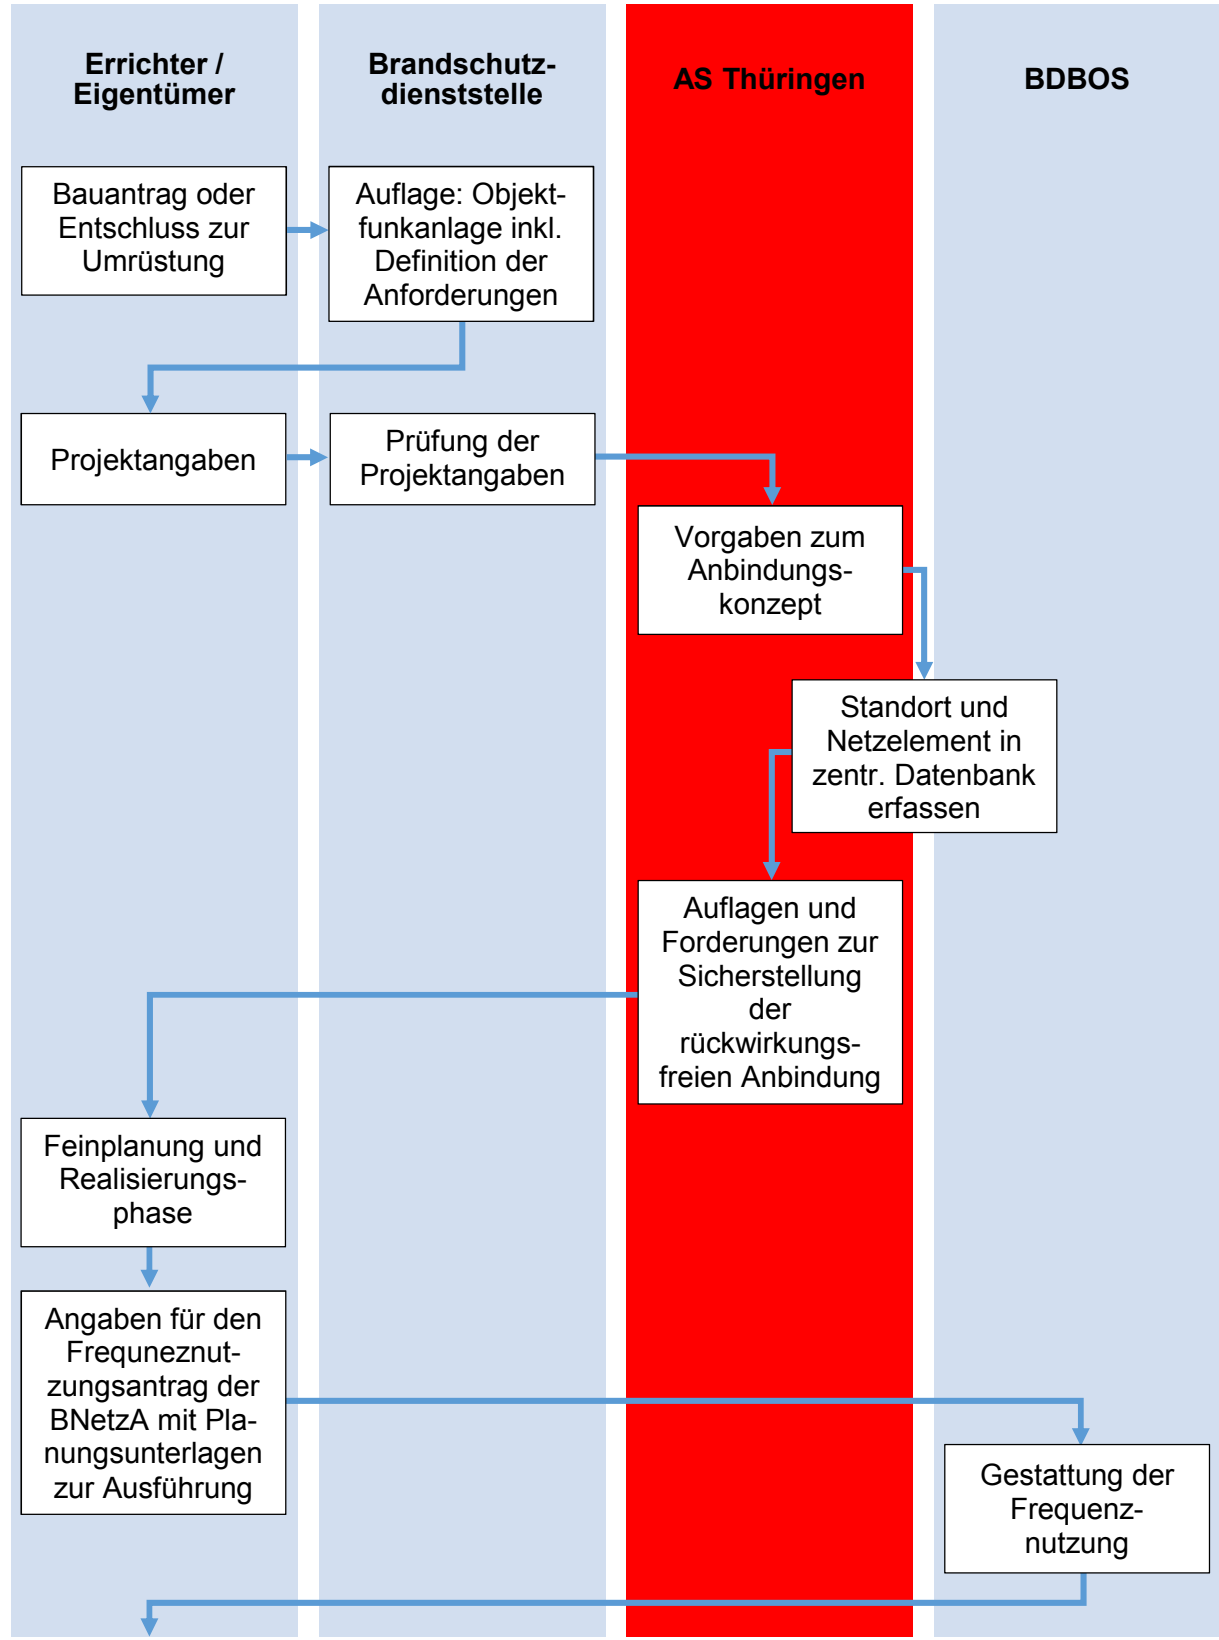 Errichter /
Eigentümer
Brandschutz-
dienststelle
AS Thüringen
BDBOS
Bauantrag oder
Entschluss zur
Umrüstung
Auflage: Objekt-
funkanlage inkl.
Definition der
Anforderungen
Projektangaben
Prüfung der
Projektangaben
Vorgaben zum
Anbindungs-
konzept
Standort und
Netzelement in
zentr. Datenbank
erfassen
Auflagen und
Forderungen zur
Sicherstellung
der
rückwirkungs-
freien Anbindung
Feinplanung und
Realisierungs-
phase
Angaben für den
Frequneznut-
zungsantrag der
BNetzA mit Pla-
nungsunterlagen
zur Ausführung
Gestattung der
Frequenz-
nutzung